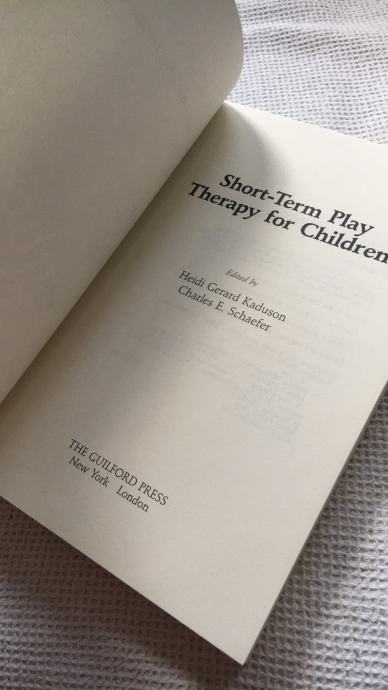 Short-Term Play
Therapy for Children
Edited by
Heidi Gerard Kaduson
Charles E. Schaefer
THE GUILFORD PRESS
New York London